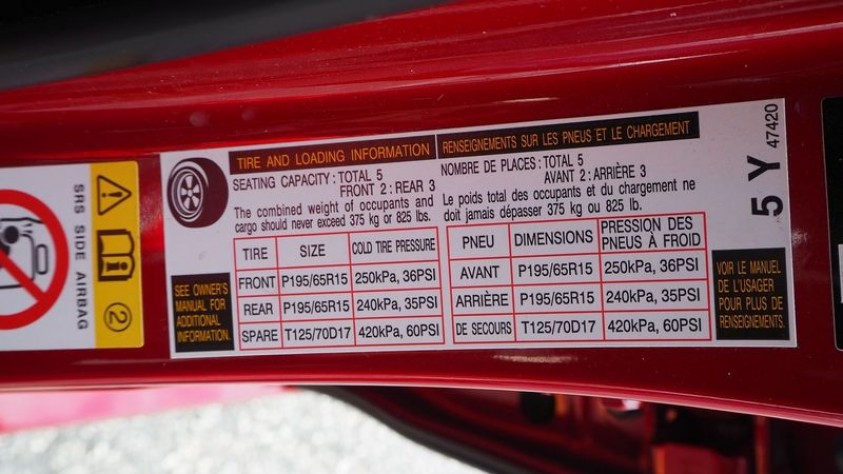 SRS SIDE AIRBAG
2
TIRE AND LOADING INFORMATION
SEATING CAPACITY : TOTAL 5
FRONT 2 : REAR 3
The combined weight of occupants and
cargo should never exceed 375 kg or 825 lbs.
TIRE SIZE COLD TIRE PRESSURE
FRONT P195/65R15 250kPa, 36PSI
REAR P195/65R15 240kPa, 35PSI
SPARE T125/70D17 420kPa, 60PSI
SEE OWNER'S
MANUAL FOR
ADDITIONAL
INFORMATION.
RENSEIGNEMENTS SUR LES PNEUS ET LE CHARGEMENT
NOMBRE DE PLACES : TOTAL 5
AVANT 2 : ARRIÈRE 3
Le poids total des occupants et du chargement ne
doit jamais dépasser 375 kg ou 825 lb.
PNEU DIMENSIONS PRESSION DES
PNEUS À FROID
AVANT P195/65R15 250kPa, 36PSI
ARRIÈRE P195/65R15 240kPa, 35PSI
DE SECOURS T125/70D17 420kPa, 60PSI
VOIR LE MANUEL
DE L'USAGER
POUR PLUS DE
RENSEIGNEMENTS.
5 Y
47420